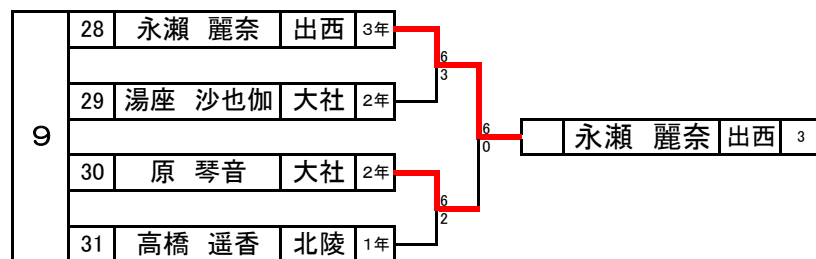 28 永瀨 麗奈 出西 3年
6
3
29 湯座 沙也伽 大社 2年
9
6
0
永瀬 麗奈 出西 3
30 原 琴音 大社 2年
6
2
31 高橋 遥香 北陵 1年